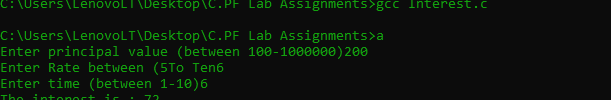 C:\Users\LenovoLT\Desktop\C.PF Lab Assignments>gcc Interest.c
C:\Users\LenovoLT\Desktop\C.PF Lab Assignments>a
Enter principal value (between 100-1000000)200
Enter Rate between (5To Ten6
Enter time (between 1-10)6
The interest is : 72